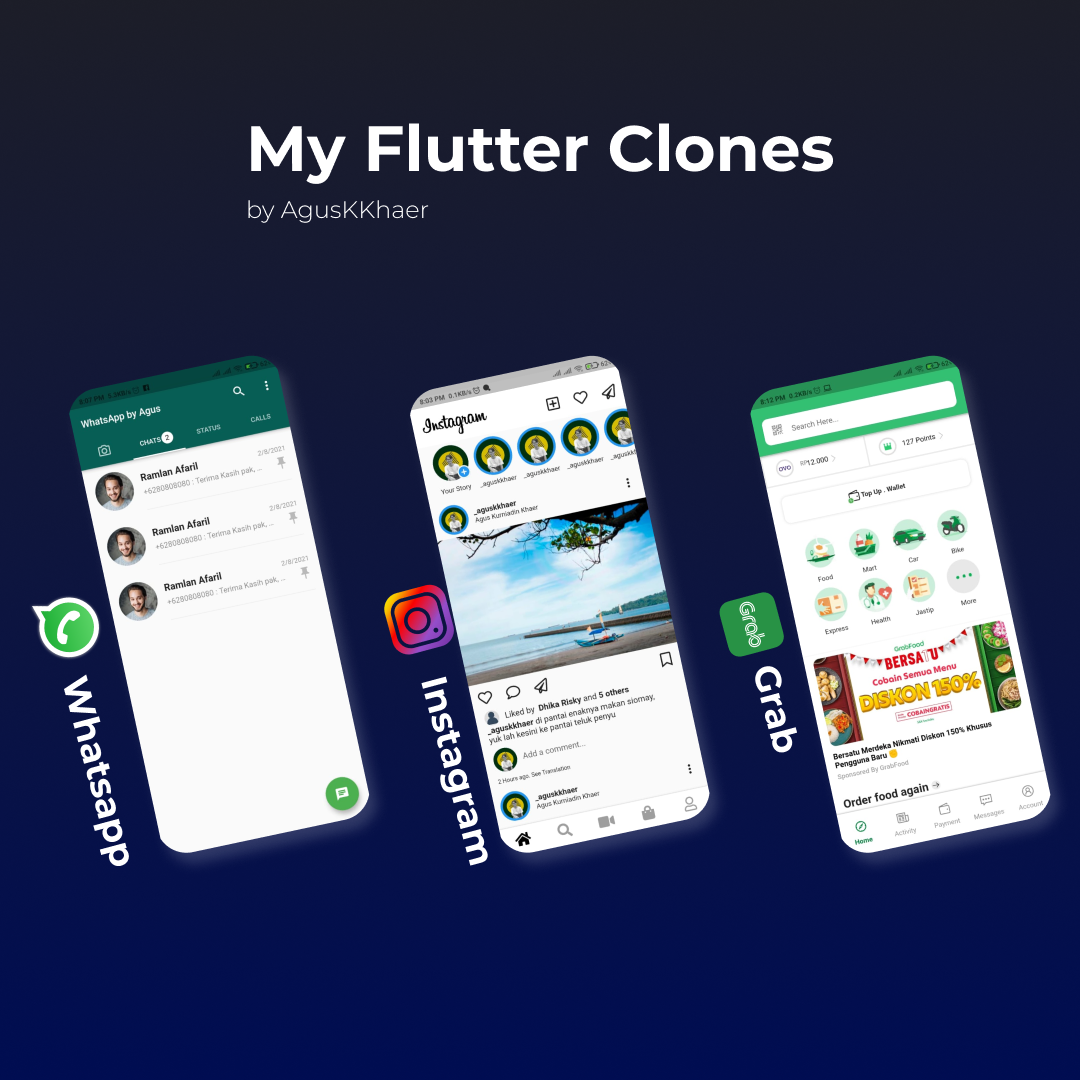 My Flutter Clones
by AgusKKhaer
WhatsApp by Agus
CHATS 2
STATUS
CALLS
Ramlan Afaril
2/8/2021
+6280808080 : Terima Kasih pak, ...
Ramlan Afaril
2/8/2021
+6280808080 : Terima Kasih pak, ...
Ramlan Afaril
2/8/2021
+6280808080 : Terima Kasih pak, ...
Whatsapp
8:03 PM 0.1KB/s
Instagram
Your Story
_aguskkhaer
_aguskkhaer
_aguskkhaer
_aguskkhaer
Agus Kurniadin Khaer
Liked by Dhika Risky and 5 others
_aguskkhaer di pantai enaknya makan siomay,
yuk lah kesini ke pantai teluk penyu
Add a comment...
2 Hours ago. See Translation
_aguskkhaer
Agus Kurniadin Khaer
Instagram
8:12 PM 0.2KB/s
Search Here...
OVO
RP12.000
127 Points
Top Up . Wallet
Food
Mart
Car
Bike
Express
Health
Jastip
More
GrabFood
BERSATU
Cobain Semua Menu
DISKON 150%
COBAINGRATIS
Bersatu Merdeka Nikmati Diskon 150% Khusus
Pengguna Baru
Sponsored By GrabFood
Order food again
Home
Activity
Payment
Messages
Account
Grab
Grab